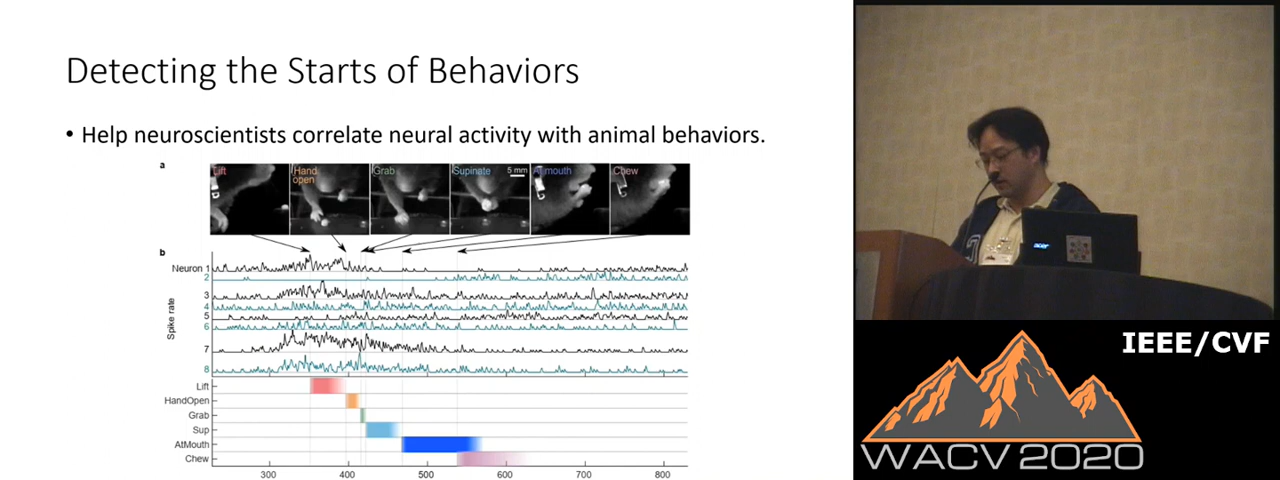 Detecting the Starts of Behaviors
• Help neuroscientists correlate neural activity with animal behaviors.
a
Lift
Hand open
Grab
Supinate
5 mm
Atmouth
Chew
b
Neuron 1
2
3
4
5
6
7
8
Spike rate
Lift
HandOpen
Grab
Sup
AtMouth
Chew
300 400 500 600 700 800
acer
IEEE/CVF
WACV 2020